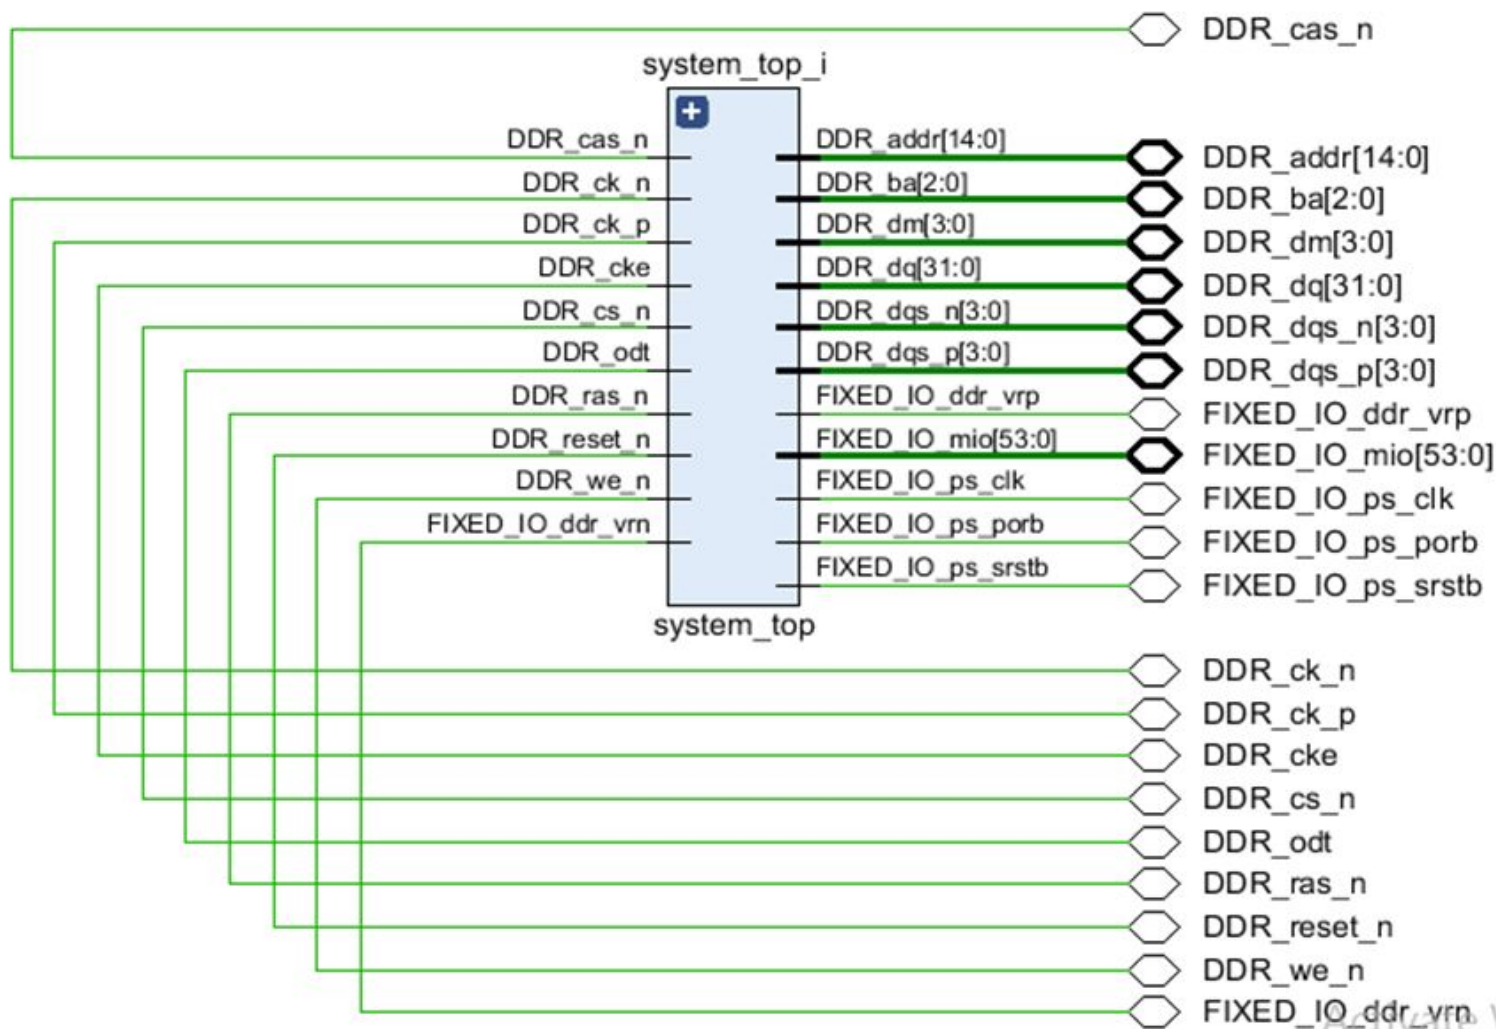 DDR_cas_n
system_top_i
+
DDR_cas_n
DDR_addr[14:0]
DDR_addr[14:0]
DDR_ck_n
DDR_ba[2:0]
DDR_ba[2:0]
DDR_ck_p
DDR_dm[3:0]
DDR_dm[3:0]
DDR_cke
DDR_dq[31:0]
DDR_dq[31:0]
DDR_cs_n
DDR_dqs_n[3:0]
DDR_dqs_n[3:0]
DDR_odt
DDR_dqs_p[3:0]
DDR_dqs_p[3:0]
DDR_ras_n
FIXED_IO_ddr_vrp
FIXED_IO_ddr_vrp
DDR_reset_n
FIXED_IO_mio[53:0]
FIXED_IO_mio[53:0]
DDR_we_n
FIXED_IO_ps_clk
FIXED_IO_ps_clk
FIXED_IO_ddr_vrn
FIXED_IO_ps_porb
FIXED_IO_ps_porb
FIXED_IO_ps_srstb
FIXED_IO_ps_srstb
system_top
DDR_ck_n
DDR_ck_p
DDR_cke
DDR_cs_n
DDR_odt
DDR_ras_n
DDR_reset_n
DDR_we_n
FIXED_IO_ddr_vrn